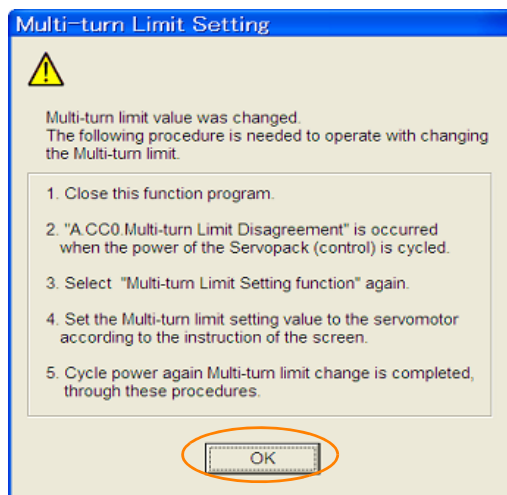 Multi-turn Limit Setting
Multi-turn limit value was changed.
The following procedure is needed to operate with changing
the Multi-turn limit.
1. Close this function program.
2. "A.CC0.Multi-turn Limit Disagreement" is occurred
when the power of the Servopack (control) is cycled.
3. Select "Multi-turn Limit Setting function" again.
4. Set the Multi-turn limit setting value to the servomotor
according to the instruction of the screen.
5. Cycle power again Multi-turn limit change is completed,
through these procedures.
OK